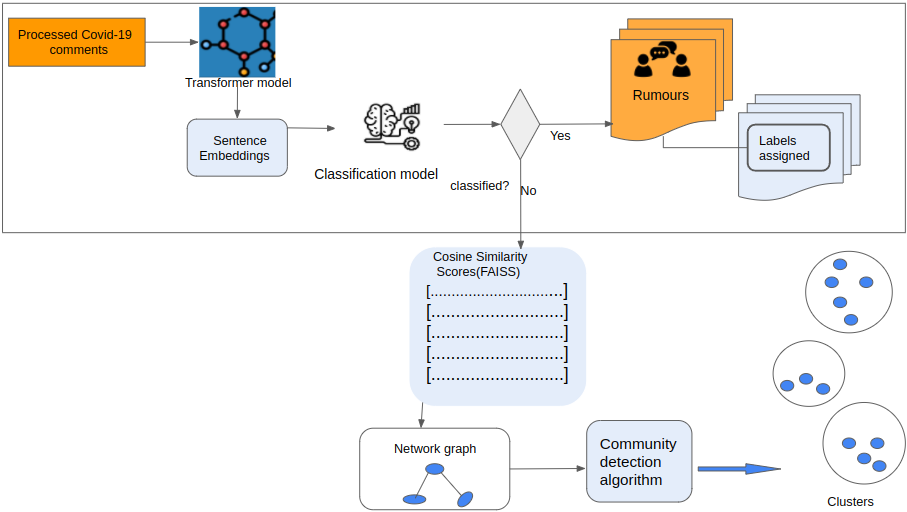 Processed Covid-19
comments
Transformer model
Sentence
Embeddings
Classification model
classified?
Yes
No
Rumours
Labels
assigned
Cosine Similarity
Scores(FAISS)
[..............................]
[............................]
[............................]
[............................]
[............................]
Network graph
Community
detection
algorithm
Clusters